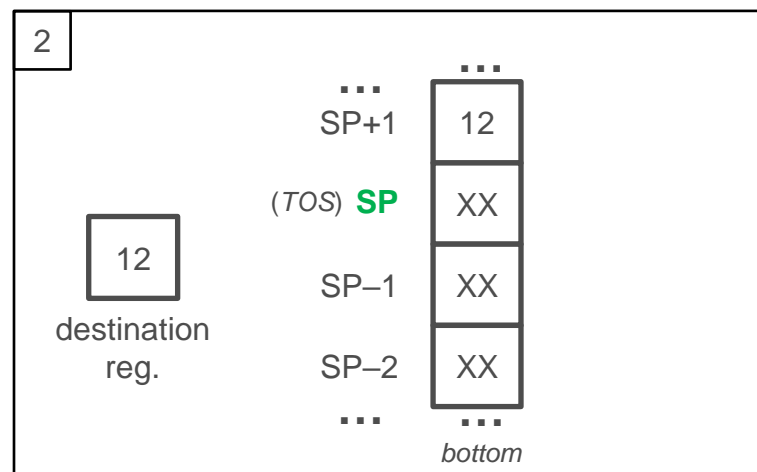 2
... ...
SP+1 12
(TOS) SP XX
12
SP–1 XX
destination
reg.
SP–2 XX
... ...
bottom